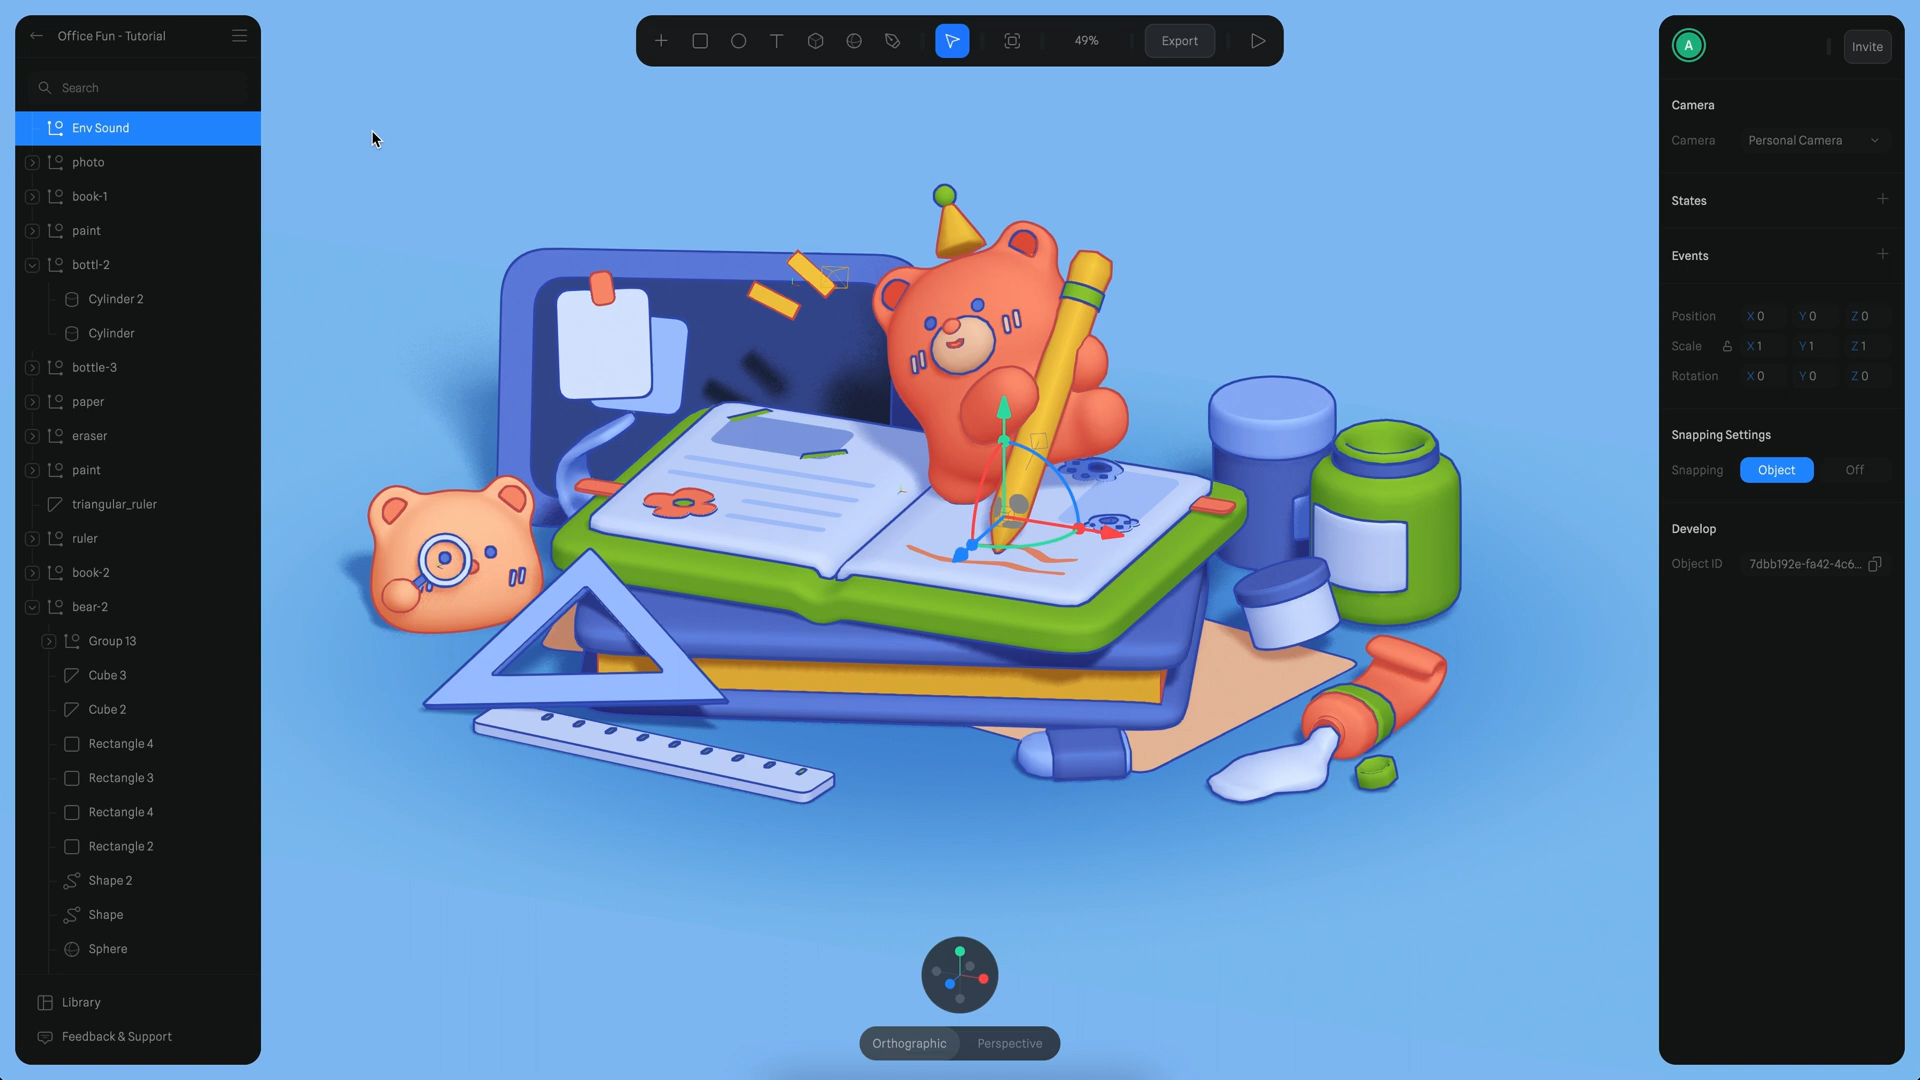 Office Fun - Tutorial
Search
Env Sound
photo
book-1
paint
bottl-2
Cylinder 2
Cylinder
bottle-3
paper
eraser
paint
triangular_ruler
ruler
book-2
bear-2
Group 13
Cube 3
Cube 2
Rectangle 4
Rectangle 3
Rectangle 4
Rectangle 2
Shape 2
Shape
Sphere
Library
Feedback & Support
49%
Export
Orthographic
Perspective
A
Invite
Camera
Camera
Personal Camera
States
Events
Position X 0 Y 0 Z 0
Scale X 1 Y 1 Z 1
Rotation X 0 Y 0 Z 0
Snapping Settings
Snapping Object Off
Develop
Object ID 7dbb192e-fa42-4c6...